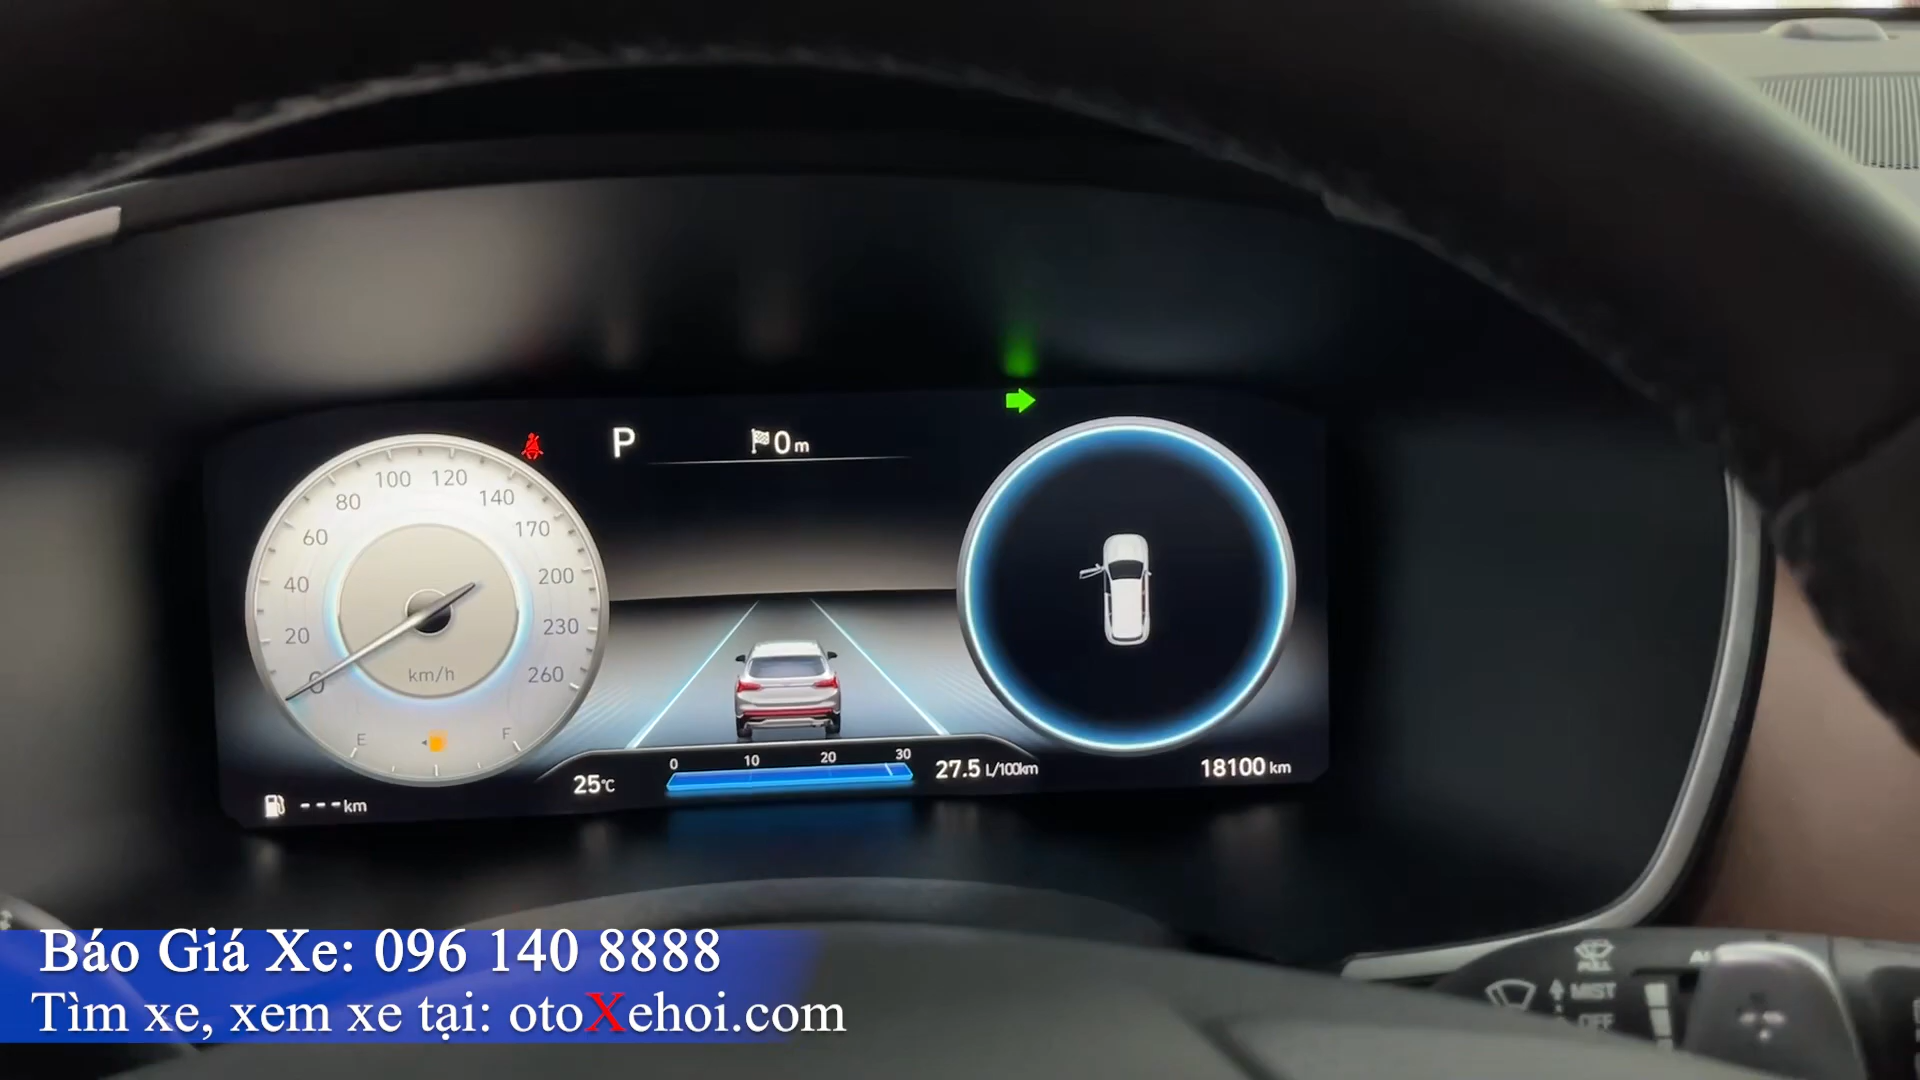 P
0 m
100 120
80 140
60 170
40 200
20 230
0 260
km/h
E F
0 10 20 30
25°C
27.5 L/100km
18100 km
---km
Báo Giá Xe: 096 140 8888
Tìm xe, xem xe tại: otoXehoi.com
MIST
OFF